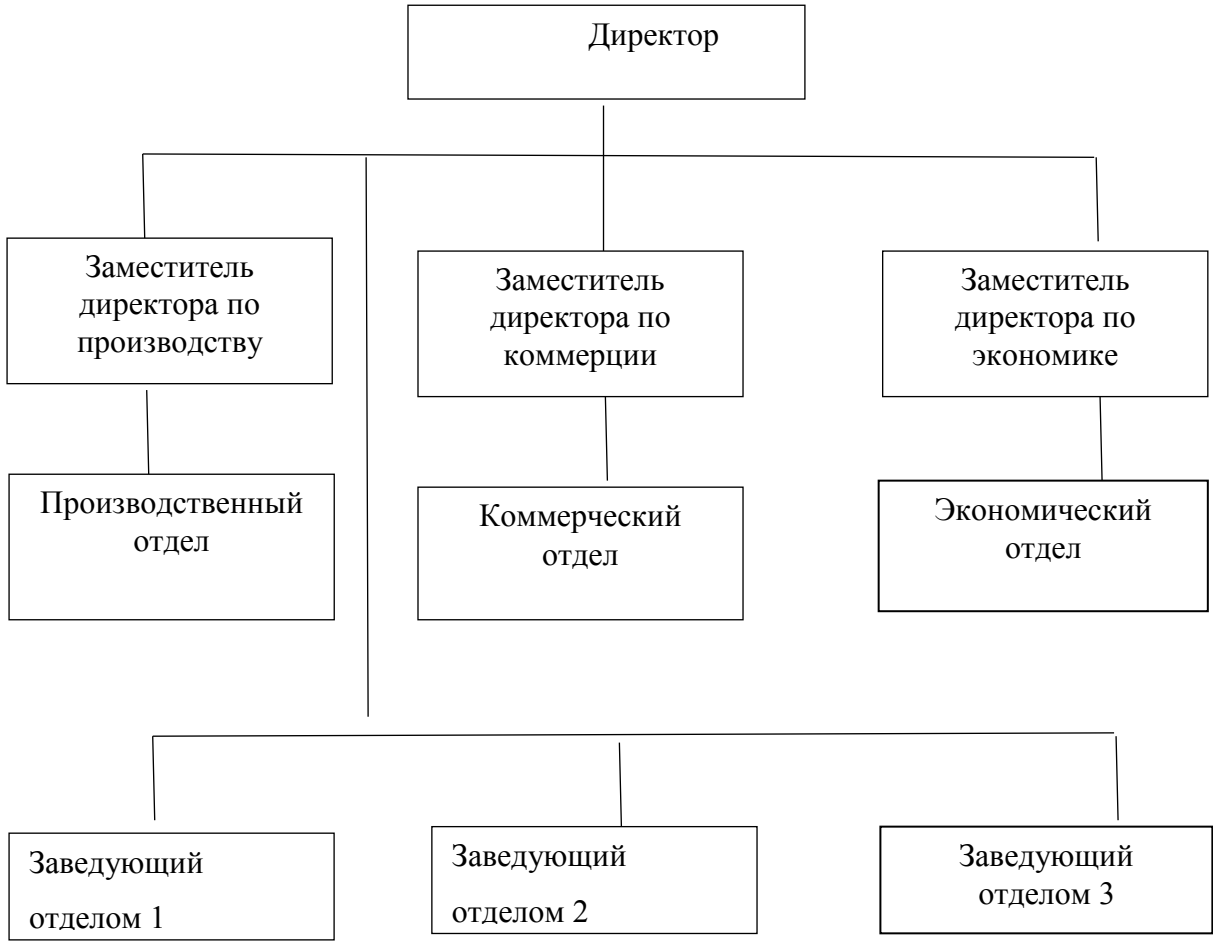 Директор
Заместитель
директора по
производству
Заместитель
директора по
коммерции
Заместитель
директора по
экономике
Производственный
отдел
Коммерческий
отдел
Экономический
отдел
Заведующий
отделом 1
Заведующий
отделом 2
Заведующий
отделом 3